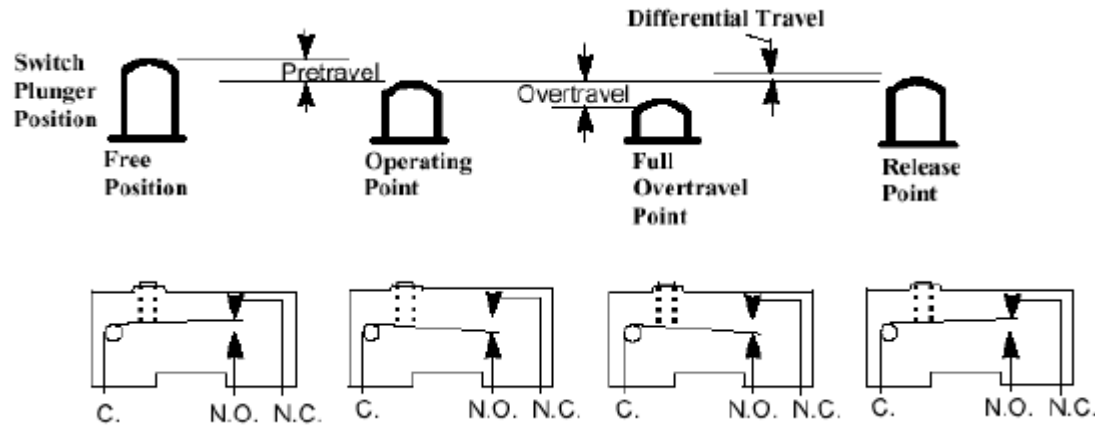 Differential Travel
Switch
Plunger
Position
Pretravel
Overtravel
Free
Position
Operating
Point
Full
Overtravel
Point
Release
Point
C. N.O. N.C.
C. N.O. N.C.
C. N.O. N.C.
C. N.O. N.C.